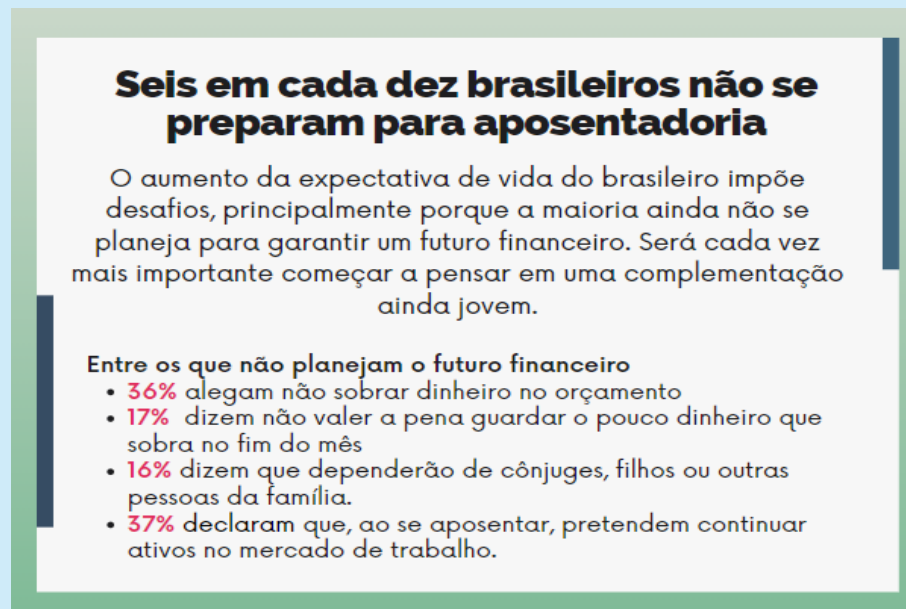 Seis em cada dez brasileiros não se
preparam para aposentadoria
O aumento da expectativa de vida do brasileiro impõe
desafios, principalmente porque a maioria ainda não se
planeja para garantir um futuro financeiro. Será cada vez
mais importante começar a pensar em uma complementação
ainda jovem.
Entre os que não planejam o futuro financeiro
• 36% alegam não sobrar dinheiro no orçamento
• 17% dizem não valer a pena guardar o pouco dinheiro que
sobra no fim do mês
• 16% dizem que dependerão de cônjuges, filhos ou outras
pessoas da família.
• 37% declaram que, ao se aposentar, pretendem continuar
ativos no mercado de trabalho.